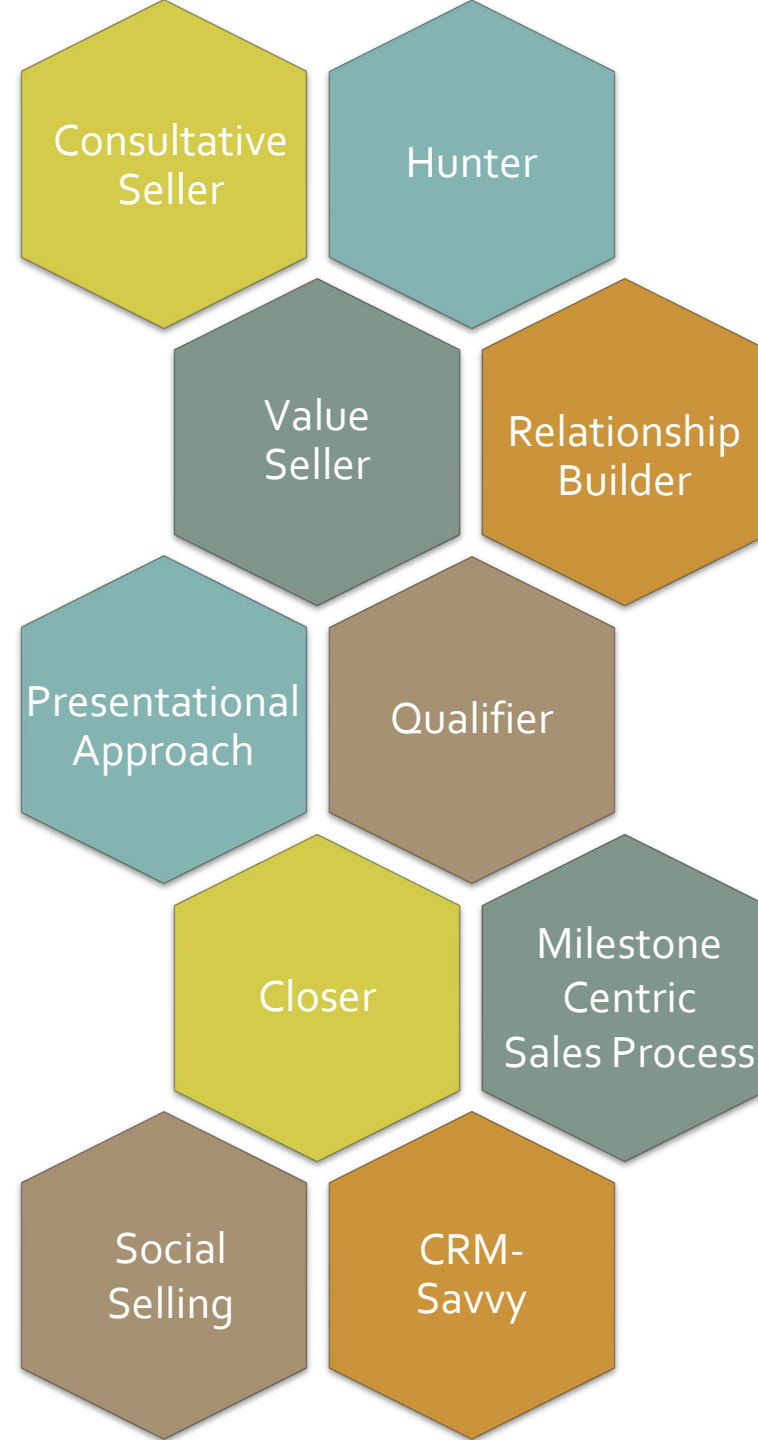 Consultative
Seller
Hunter
Value
Seller
Relationship
Builder
Presentational
Approach
Qualifier
Closer
Milestone
Centric
Sales Process
Social
Selling
CRM-
Savvy